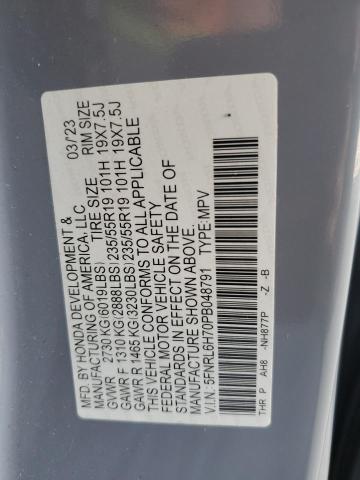 MFD. BY HONDA DEVELOPMENT & 03/23
MANUFACTURING OF AMERICA, LLC
TIRE SIZE RIM SIZE
GVWR 2730 KG(6019LBS)
GAWR F 1310 KG(2888LBS)235/55R19 101H 19X7.5J
GAWR R 1465 KG(3230LBS)235/55R19 101H 19X7.5J
THIS VEHICLE CONFORMS TO ALL APPLICABLE
FEDERAL MOTOR VEHICLE SAFETY
STANDARDS IN EFFECT ON THE DATE OF
MANUFACTURE SHOWN ABOVE.
V.I.N.:5FNRL6H70PB048791 TYPE:MPV
THR P AH8 -NH877P -Z -B